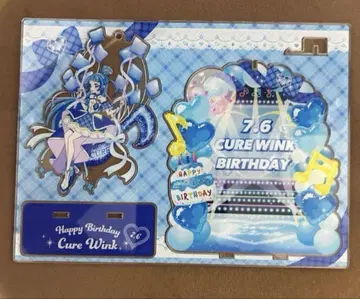 7.6
CURE WINK
BIRTHDAY
HAPPY
BIRTHDAY
Happy Birthday
Cure Wink
7.6